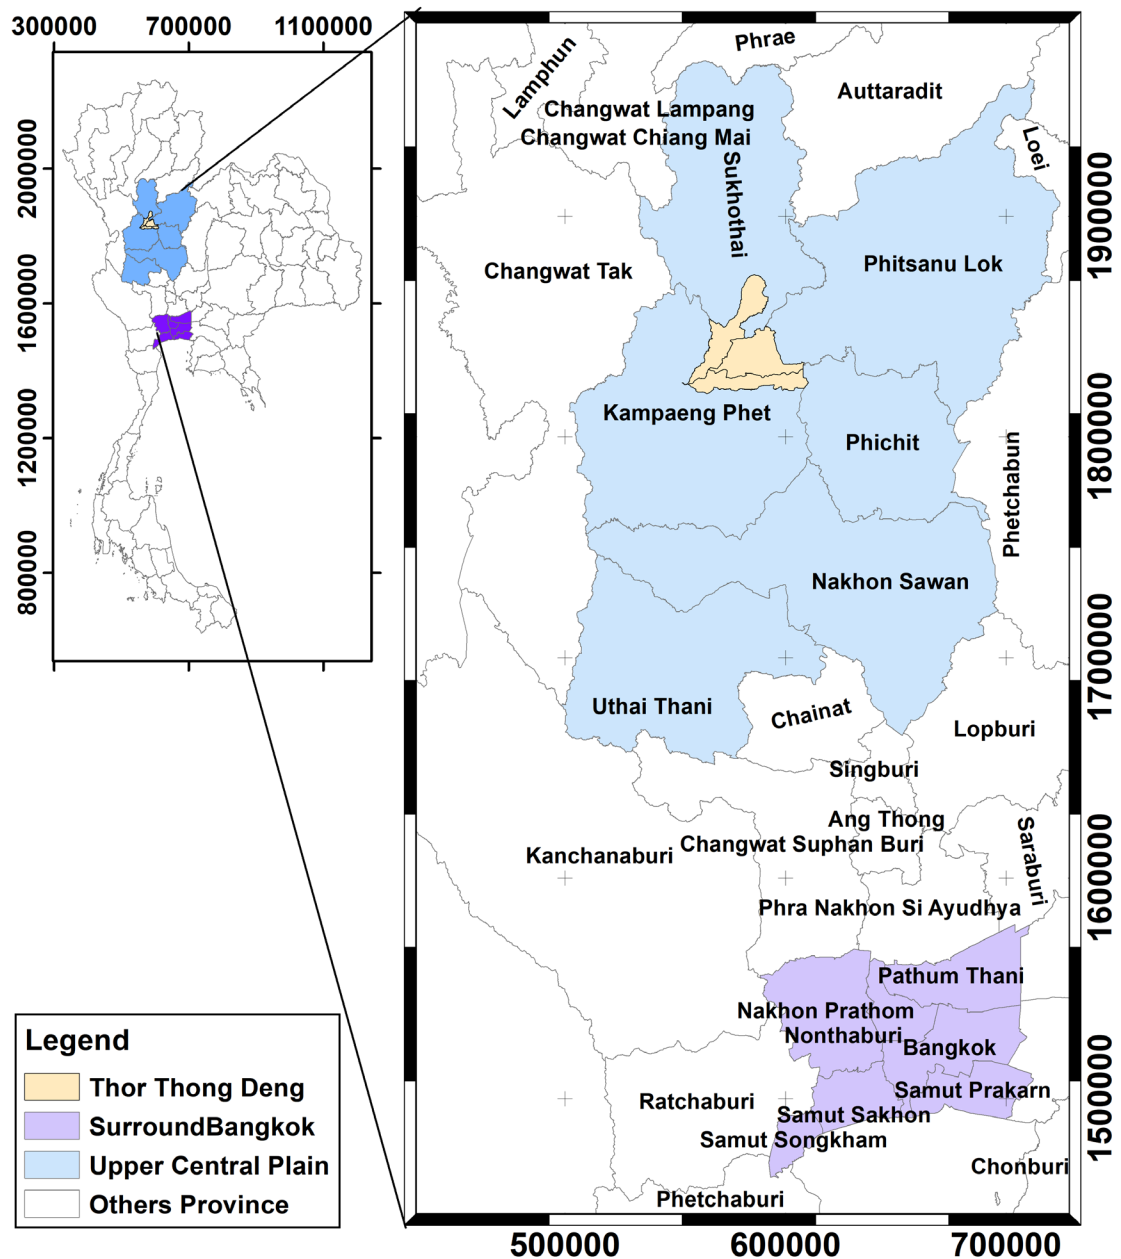 300000 700000 1100000
2000000
1600000
1200000
800000
Phrae
Lamphun
Auttaradit
Changwat Lampang
Changwat Chiang Mai
Loei
Sukhothai
1900000
Changwat Tak
Phitsanu Lok
Kampaeng Phet
Phichit
1800000
Phetchabun
Nakhon Sawan
Uthai Thani
Chainat
1700000
Lopburi
Singburi
Ang Thong
Changwat Suphan Buri
Kanchanaburi
Saraburi
1600000
Phra Nakhon Si Ayudhya
Pathum Thani
Nakhon Prathom
Nonthaburi
Bangkok
Samut Prakarn
1500000
Ratchaburi
Samut Sakhon
Samut Songkham
Chonburi
Phetchaburi
500000 600000 700000
Legend
Thor Thong Deng
SurroundBangkok
Upper Central Plain
Others Province